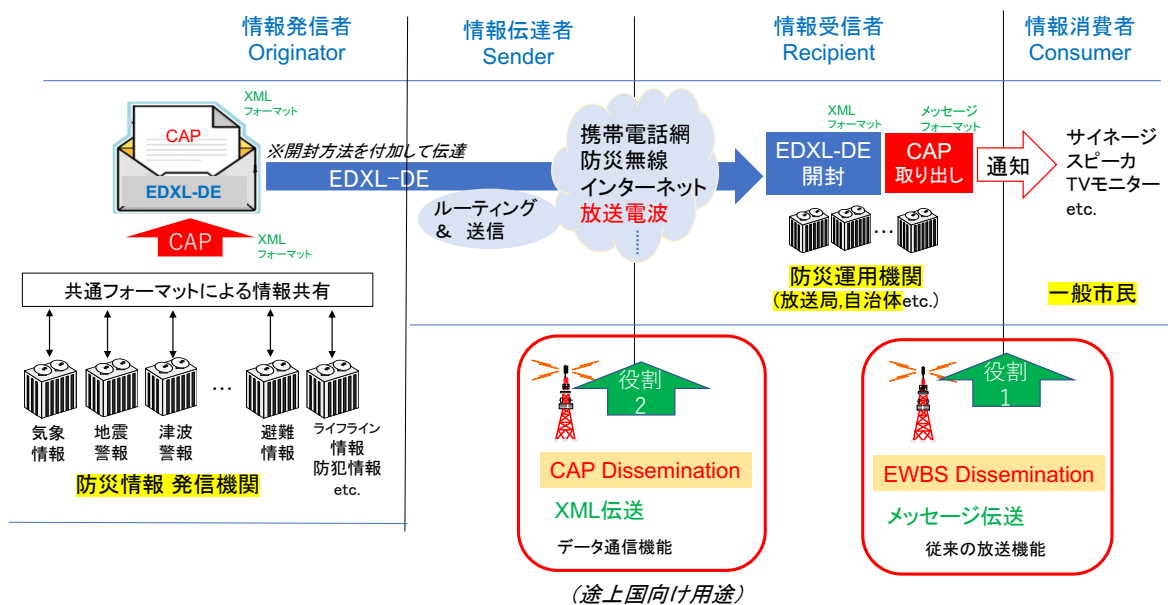 情報発信者
Originator
情報伝達者
Sender
情報受信者
Recipient
情報消費者
Consumer
XML
フォーマット
CAP
EDXL-DE
CAP
XML
フォーマット
※開封方法を付加して伝達
EDXL-DE
ルーティング
& 送信
携帯電話網
防災無線
インターネット
放送電波
XML
フォーマット
メッセージ
フォーマット
EDXL-DE
開封
CAP
取り出し
通知
サイネージ
スピーカ
TVモニター
etc.
…
防災運用機関
(放送局,自治体etc.)
一般市民
共通フォーマットによる情報共有
…
気象
情報
地震
警報
津波
警報
避難
情報
ライフライン
情報
防犯情報
etc.
防災情報 発信機関
役割
2
CAP Dissemination
XML伝送
データ通信機能
役割
1
EWBS Dissemination
メッセージ伝送
従来の放送機能
(途上国向け用途)